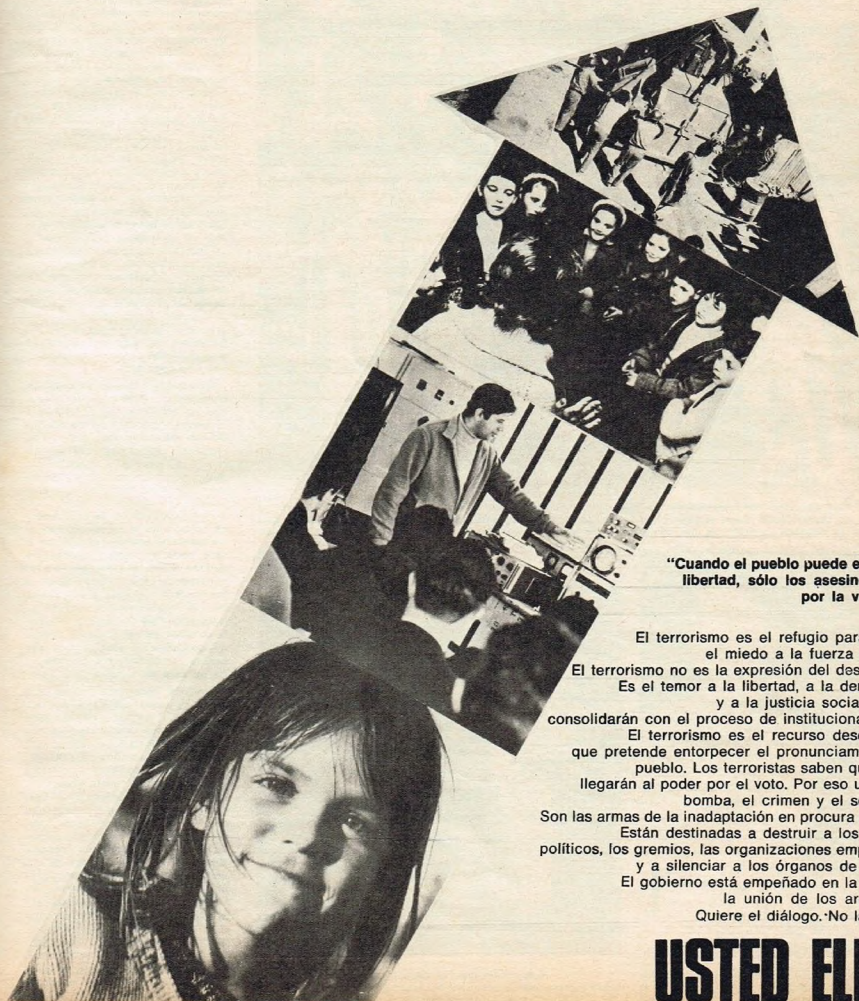 "Cuando el pueblo puede e
libertad, sólo los asesin
por la v
El terrorismo es el refugio par
el miedo a la fuerza
El terrorismo no es la expresión del des
Es el temor a la libertad, a la de
y a la justicia socia
consolidarán con el proceso de instituciona
El terrorismo es el recurso des
que pretende entorpecer el pronunciam
pueblo. Los terroristas saben qu
llegarán al poder por el voto. Por eso u
bomba, el crimen y el s
Son las armas de la inadaptación en procura
Están destinadas a destruir a los
políticos, los gremios, las organizaciones emp
y a silenciar a los órganos de
El gobierno está empeñado en la
la unión de los ar
Quiere el diálogo. No l
USTED ELI